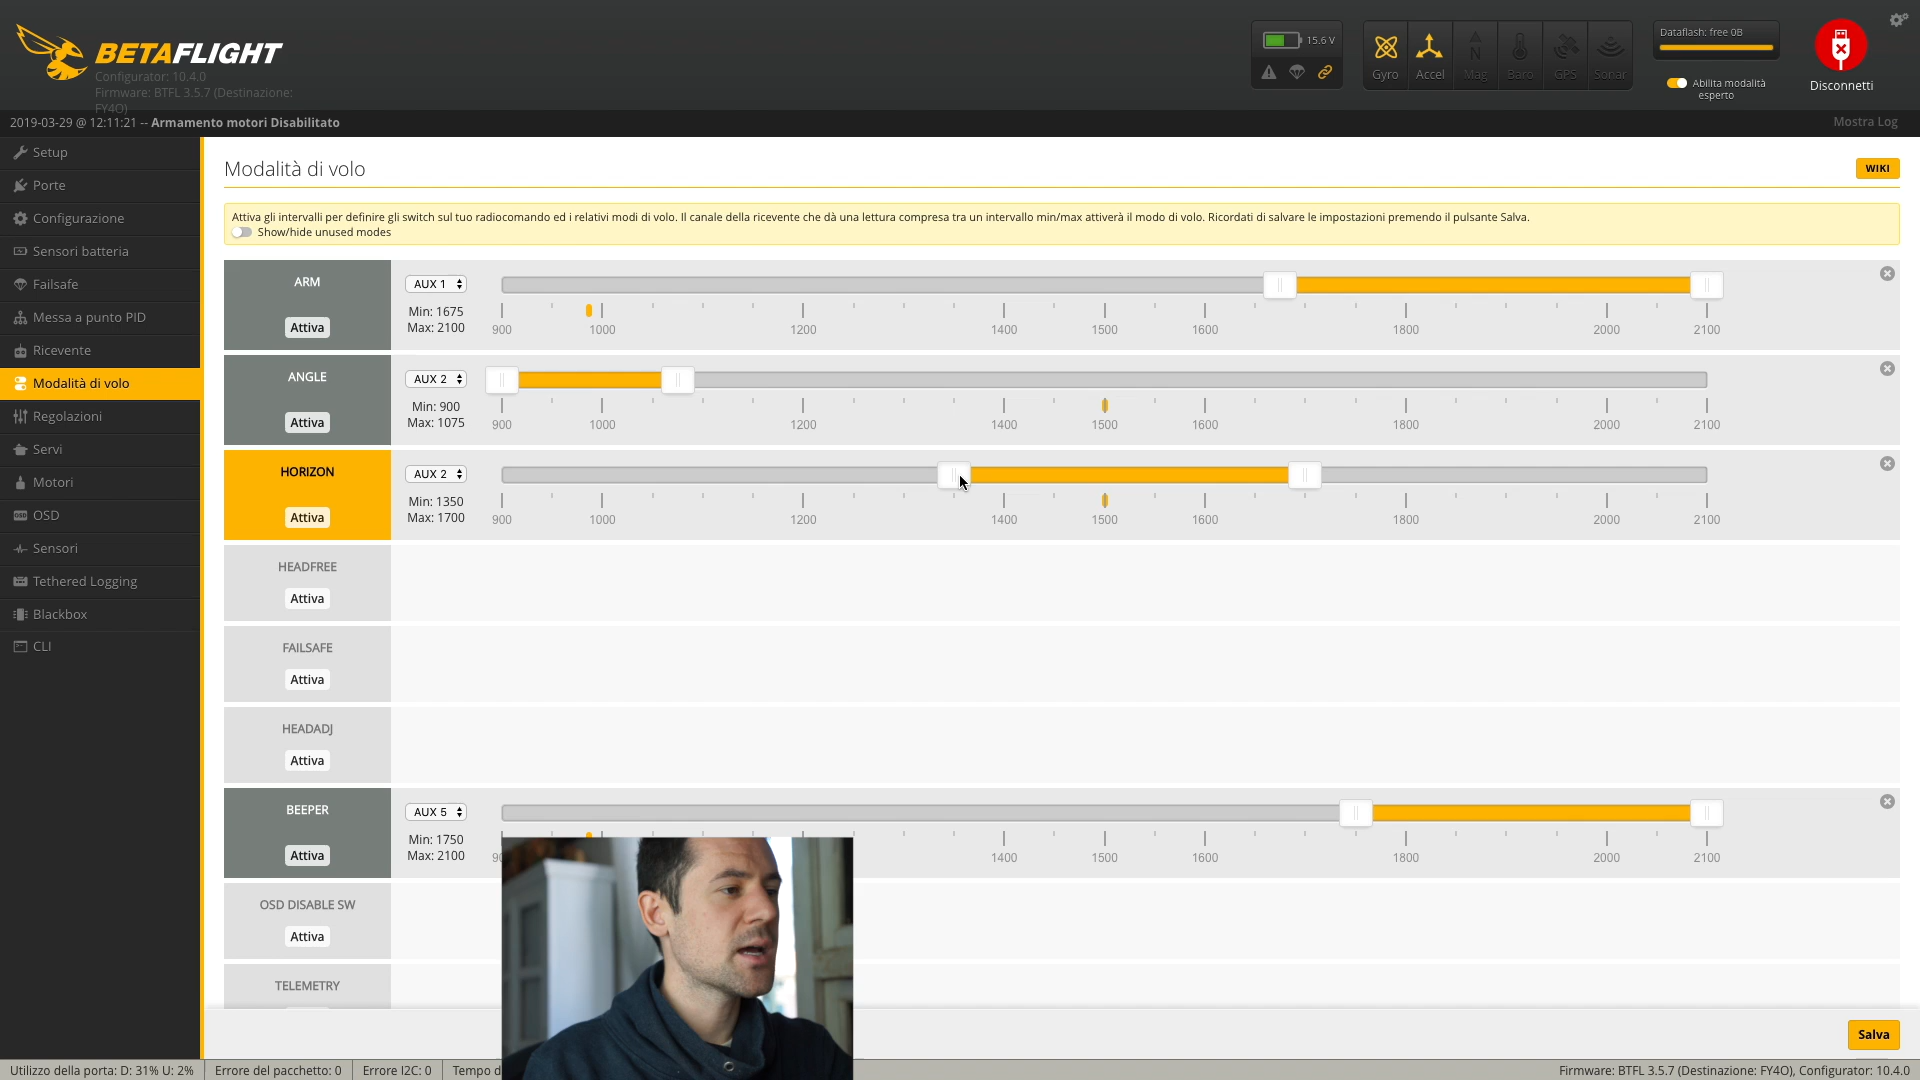 BETAFLIGHT
Configurator: 10.4.0
Firmware: BTFL 3.5.7 (Destinazione:
FY4O)
15.6 V
Gyro
Accel
Mag
Baro
GPS
Sonar
Dataflash: free 0B
Abilita modalità
esperto
Disconnetti
2019-03-29 @ 12:11:21 -- Armamento motori Disabilitato
Mostra Log
Setup
Porte
Configurazione
Sensori batteria
Failsafe
Messa a punto PID
Ricevente
Modalità di volo
Regolazioni
Servi
Motori
OSD
Sensori
Tethered Logging
Blackbox
CLI
Modalità di volo
WIKI
Attiva gli intervalli per definire gli switch sul tuo radiocomando ed i relativi modi di volo. Il canale della ricevente che dà una lettura compresa tra un intervallo min/max attiverà il modo di volo. Ricordati di salvare le impostazioni premendo il pulsante Salva.
Show/hide unused modes
ARM
Attiva
AUX 1
Min: 1675
Max: 2100
900 1000 1200 1400 1500 1600 1800 2000 2100
ANGLE
Attiva
AUX 2
Min: 900
Max: 1075
900 1000 1200 1400 1500 1600 1800 2000 2100
HORIZON
Attiva
AUX 2
Min: 1350
Max: 1700
900 1000 1200 1400 1500 1600 1800 2000 2100
HEADFREE
Attiva
FAILSAFE
Attiva
HEADADJ
Attiva
BEEPER
Attiva
AUX 5
Min: 1750
Max: 2100
1400 1500 1600 1800 2000 2100
OSD DISABLE SW
Attiva
TELEMETRY
Salva
Utilizzo della porta: D: 31% U: 2%
Errore del pacchetto: 0
Errore I2C: 0
Tempo d
Firmware: BTFL 3.5.7 (Destinazione: FY4O), Configurator: 10.4.0